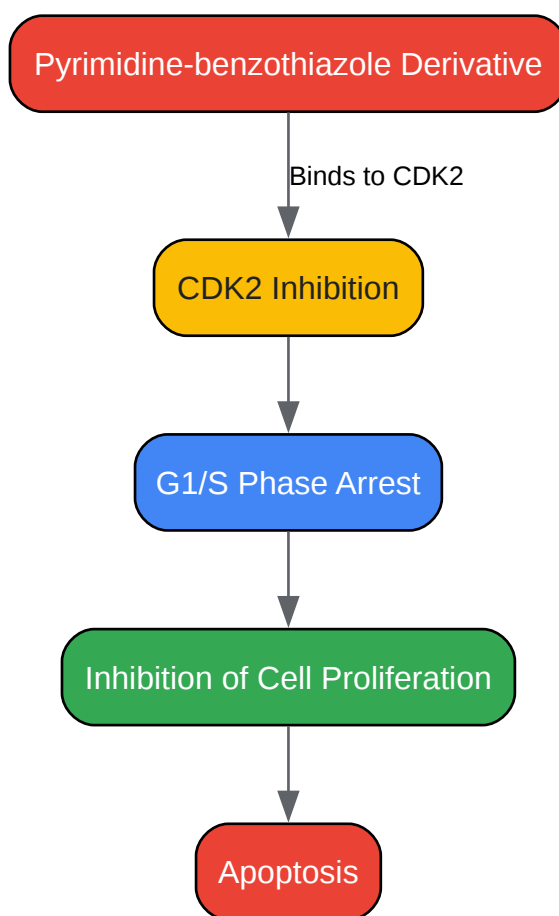 Pyrimidine-benzothiazole Derivative
Binds to CDK2
CDK2 Inhibition
G1/S Phase Arrest
Inhibition of Cell Proliferation
Apoptosis